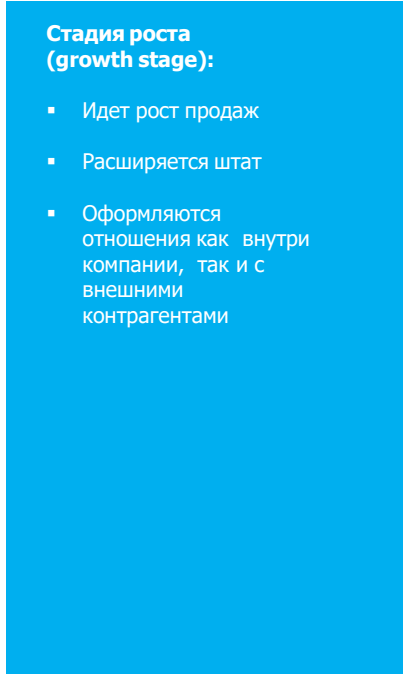 Стадия роста
(growth stage):
▪ Идет рост продаж
▪ Расширяется штат
▪ Оформляются
отношения как внутри
компании, так и с
внешними
контрагентами